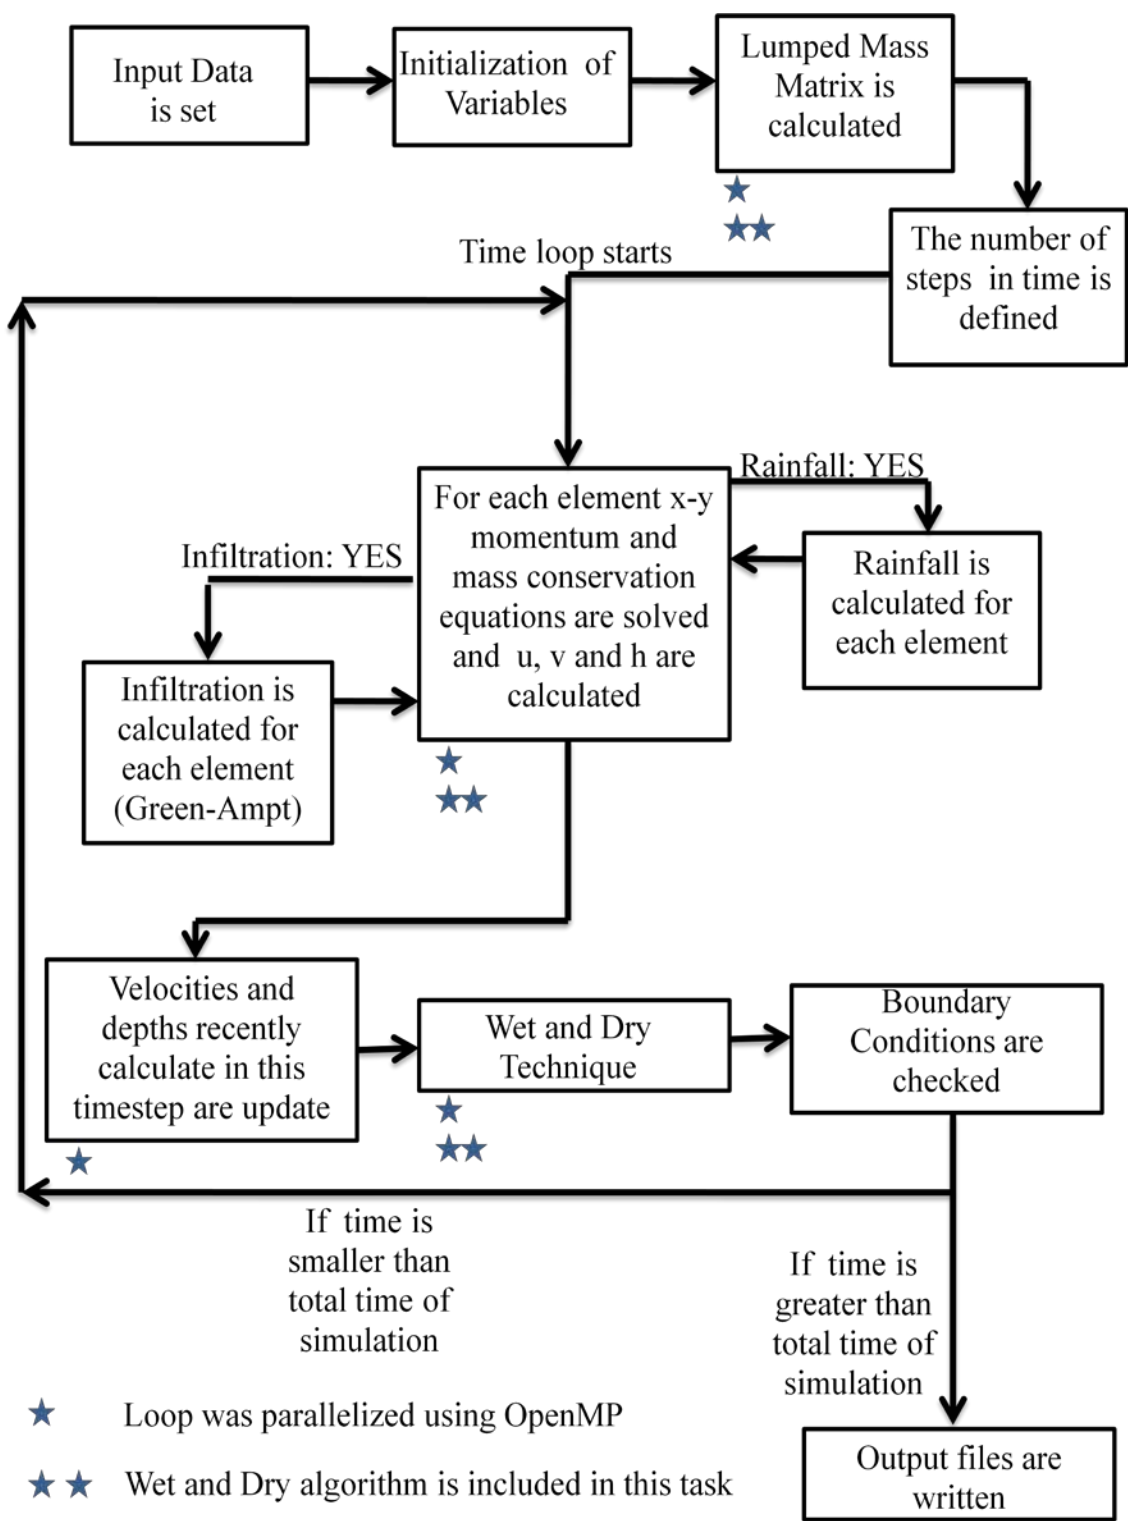 Input Data
is set
Initialization of
Variables
Lumped Mass
Matrix is
calculated
The number of
steps in time is
defined
Time loop starts
For each element x-y
momentum and
mass conservation
equations are solved
and u, v and h are
calculated
Rainfall: YES
Rainfall is
calculated for
each element
Infiltration: YES
Infiltration is
calculated for
each element
(Green-Ampt)
Velocities and
depths recently
calculate in this
timestep are update
Wet and Dry
Technique
Boundary
Conditions are
checked
If time is
smaller than
total time of
simulation
If time is
greater than
total time of
simulation
Output files are
written
Loop was parallelized using OpenMP
Wet and Dry algorithm is included in this task